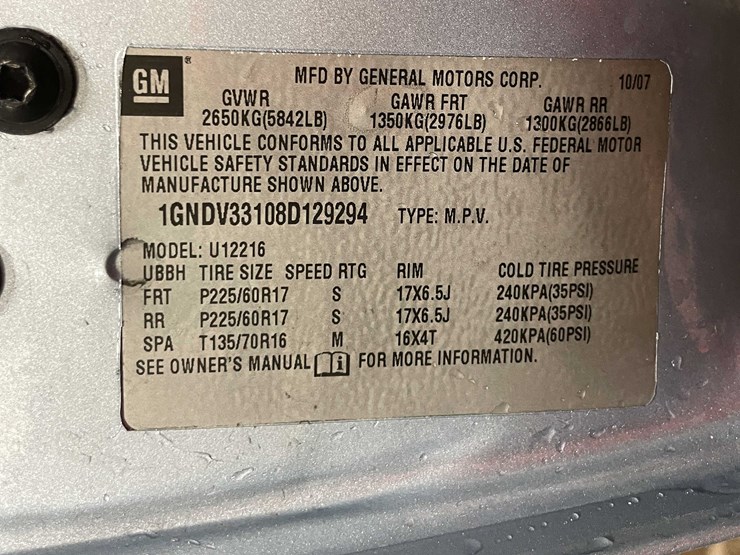 GM ®
MFD BY GENERAL MOTORS CORP. 10/07
GVWR GAWR FRT GAWR RR
2650KG(5842LB) 1350KG(2976LB) 1300KG(2866LB)
THIS VEHICLE CONFORMS TO ALL APPLICABLE U.S. FEDERAL MOTOR
VEHICLE SAFETY STANDARDS IN EFFECT ON THE DATE OF
MANUFACTURE SHOWN ABOVE.
1GNDV33108D129294 TYPE: M.P.V.
MODEL: U12216
UBBH TIRE SIZE SPEED RTG RIM COLD TIRE PRESSURE
FRT P225/60R17 S 17X6.5J 240KPA(35PSI)
RR P225/60R17 S 17X6.5J 240KPA(35PSI)
SPA T135/70R16 M 16X4T 420KPA(60PSI)
SEE OWNER'S MANUAL i FOR MORE INFORMATION.